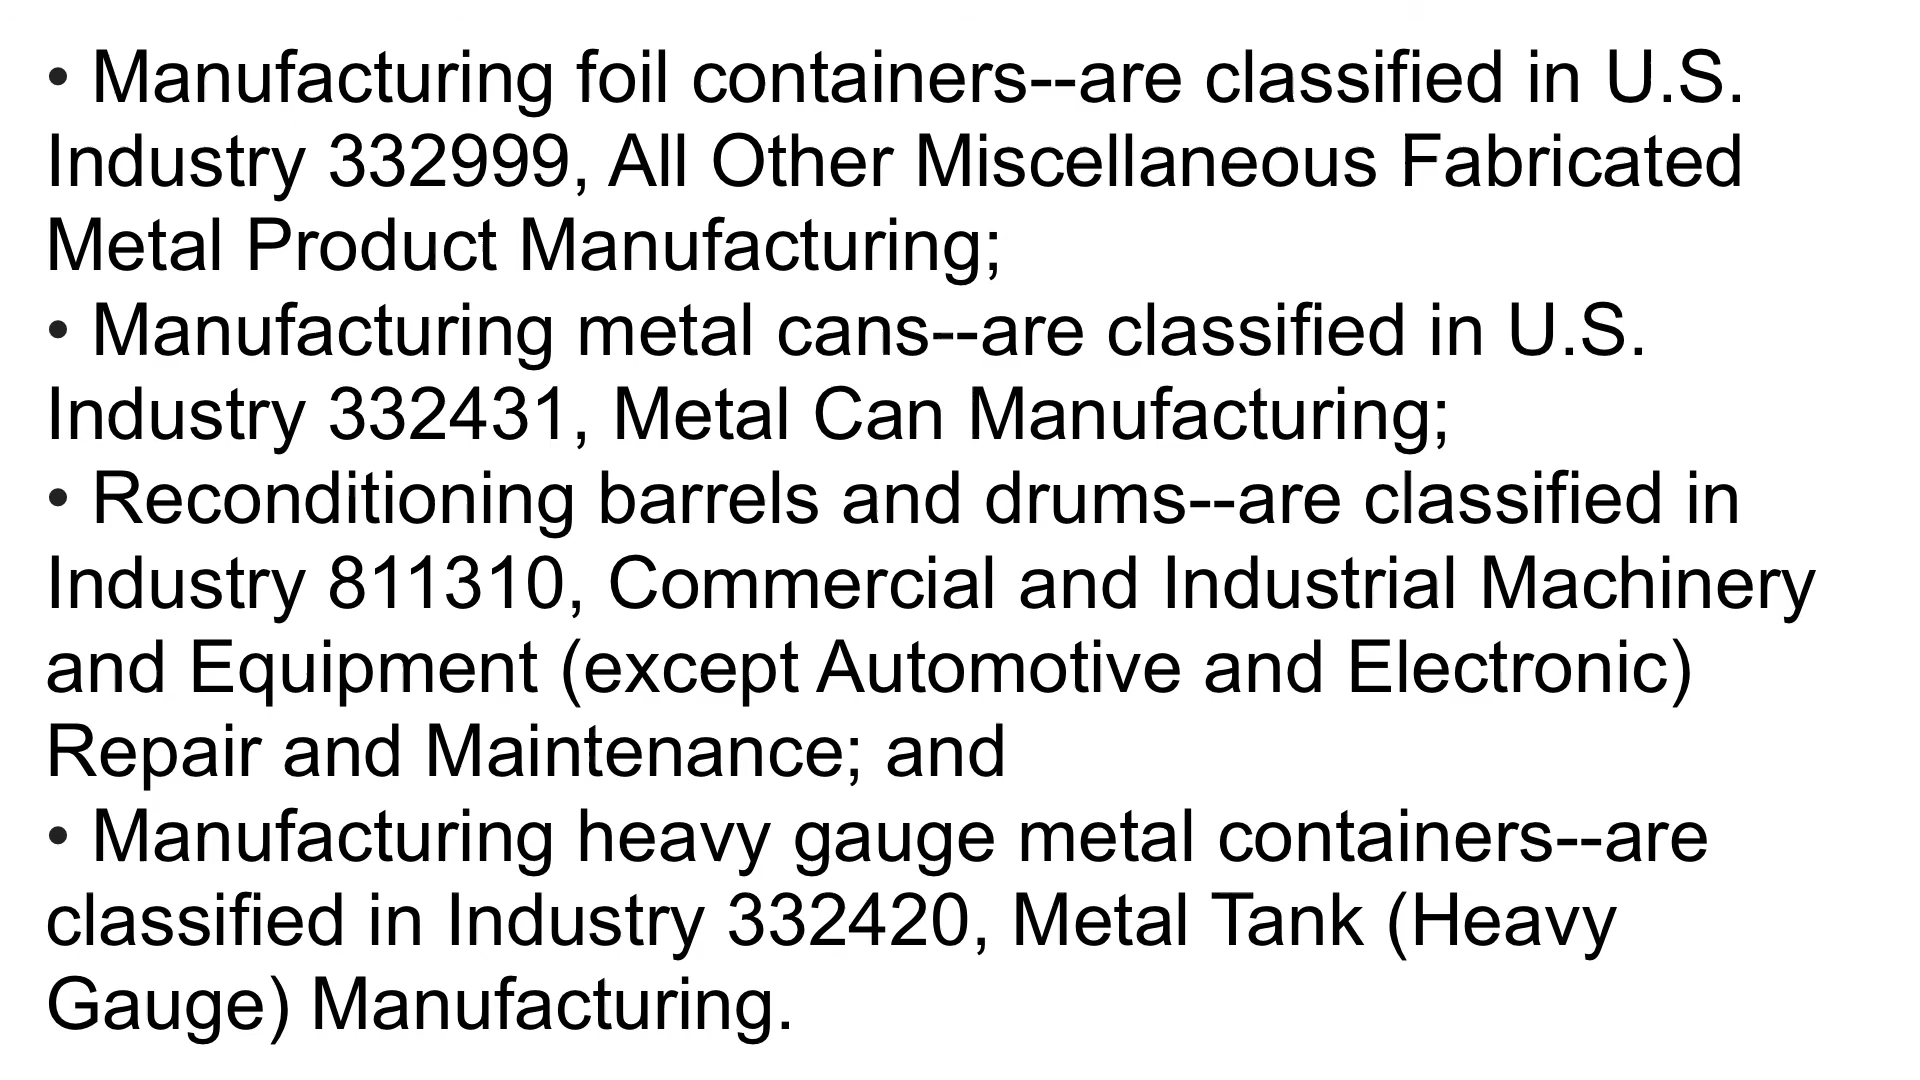 • Manufacturing foil containers--are classified in U.S.
Industry 332999, All Other Miscellaneous Fabricated
Metal Product Manufacturing;
• Manufacturing metal cans--are classified in U.S.
Industry 332431, Metal Can Manufacturing;
• Reconditioning barrels and drums--are classified in
Industry 811310, Commercial and Industrial Machinery
and Equipment (except Automotive and Electronic)
Repair and Maintenance; and
• Manufacturing heavy gauge metal containers--are
classified in Industry 332420, Metal Tank (Heavy
Gauge) Manufacturing.